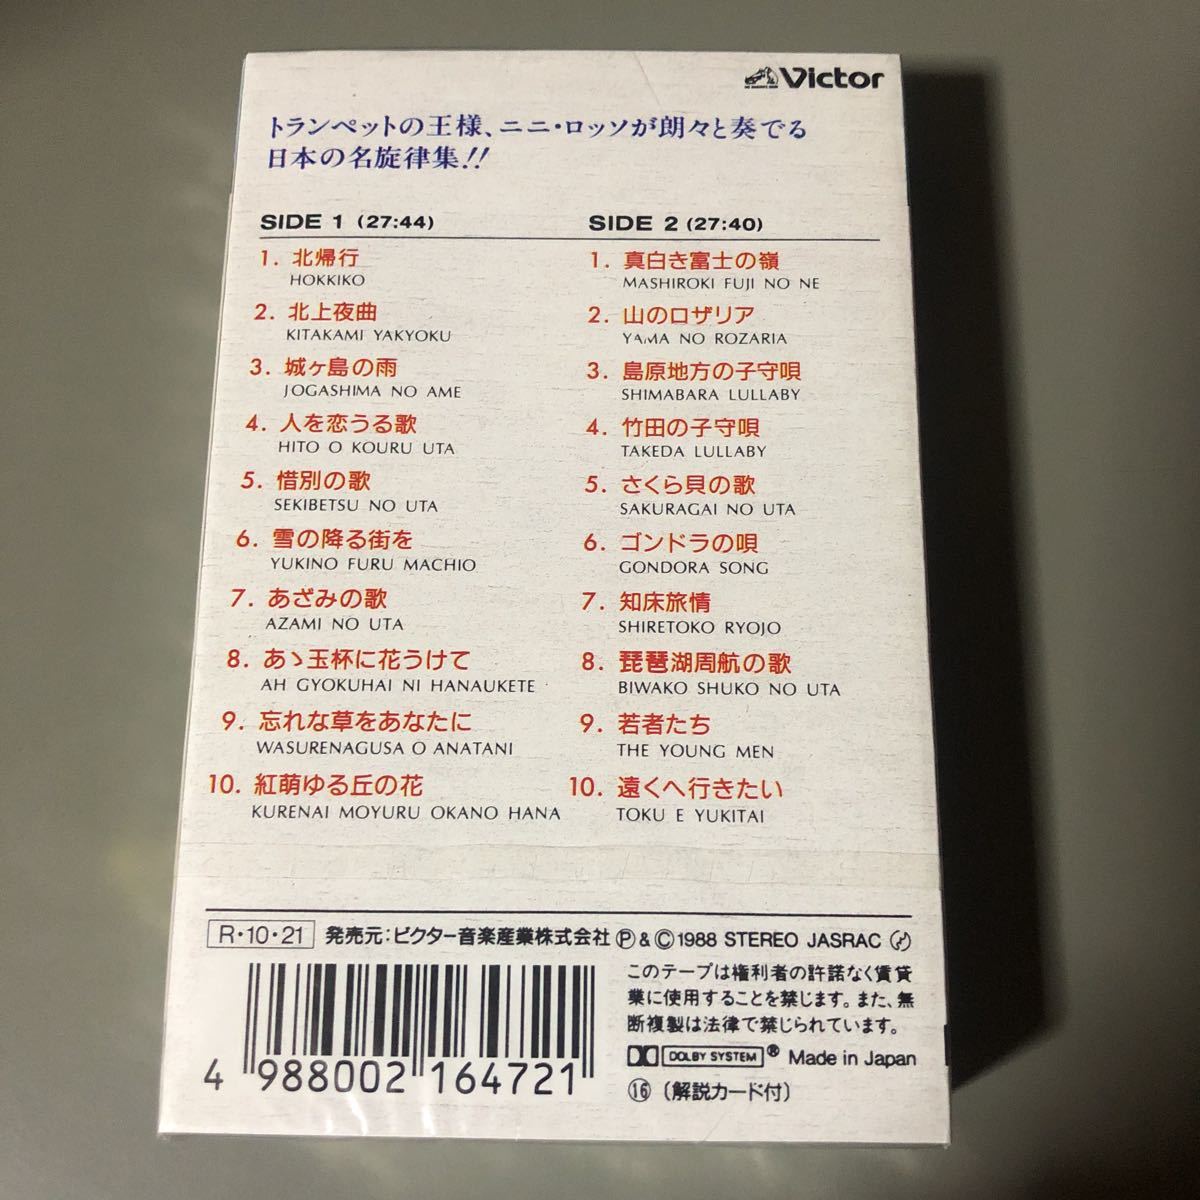 Victor
トランペットの王様、ニニ・ロッソが朗々と奏でる
日本の名旋律集!!
SIDE 1 (27:44)
1. 北帰行
HOKKIKO
2. 北上夜曲
KITAKAMI YAKYOKU
3. 城ヶ島の雨
JOGASHIMA NO AME
4. 人を恋うる歌
HITO O KOURU UTA
5. 惜別の歌
SEKIBETSU NO UTA
6. 雪の降る街を
YUKINO FURU MACHIO
7. あざみの歌
AZAMI NO UTA
8. あゝ玉杯に花うけて
AH GYOKUHAI NI HANAUKETE
9. 忘れな草をあなたに
WASURENAGUSA O ANATANI
10. 紅萌ゆる丘の花
KURENAI MOYURU OKANO HANA
SIDE 2 (27:40)
1. 真白き富士の嶺
MASHIROKI FUJI NO NE
2. 山のロザリア
YAMA NO ROZARIA
3. 島原地方の子守唄
SHIMABARA LULLABY
4. 竹田の子守唄
TAKEDA LULLABY
5. さくら貝の歌
SAKURAGAI NO UTA
6. ゴンドラの唄
GONDORA SONG
7. 知床旅情
SHIRETOKO RYOJO
8. 琵琶湖周航の歌
BIWAKO SHUKO NO UTA
9. 若者たち
THE YOUNG MEN
10. 遠くへ行きたい
TOKU E YUKITAI
R・10・21 発売元:ビクター音楽産業株式会社 Ⓟ&Ⓒ1988 STEREO JASRAC
このテープは権利者の許諾なく賃貸
業に使用することを禁じます。また、無
断複製は法律で禁じられています。
DOLBY SYSTEM® Made in Japan
⑯(解説カード付)
4 988002 164721